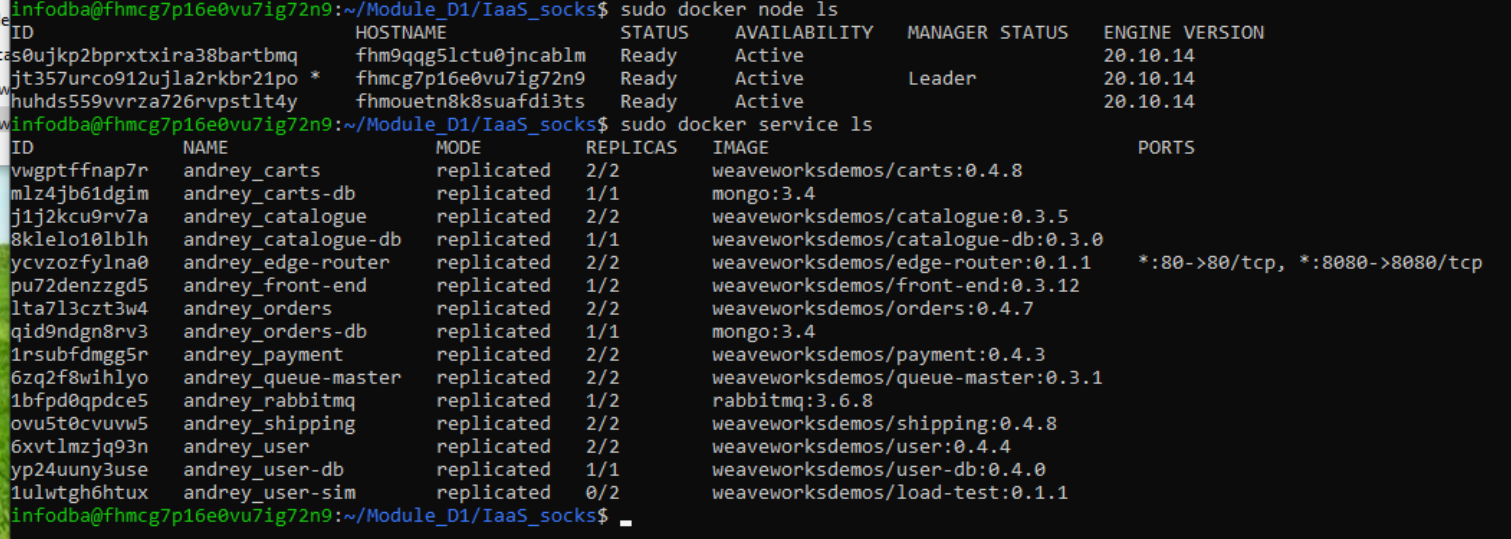 infodba@fhmcg7p16e0vu7ig72n9:~/Module_D1/IaaS_socks$ sudo docker node ls
ID HOSTNAME STATUS AVAILABILITY MANAGER STATUS ENGINE VERSION
s0ujkp2bprxtxira38bartbmq fhm9qqg5lctu0jncablm Ready Active 20.10.14
jt357urco912ujla2rkbr21po * fhmcg7p16e0vu7ig72n9 Ready Active Leader 20.10.14
huhds559vvrza726rvpstlt4y fhmouetn8k8suafdi3ts Ready Active 20.10.14
infodba@fhmcg7p16e0vu7ig72n9:~/Module_D1/IaaS_socks$ sudo docker service ls
ID NAME MODE REPLICAS IMAGE PORTS
vwgptffnap7r andrey_carts replicated 2/2 weaveworksdemos/carts:0.4.8
mlz4jb61dgim andrey_carts-db replicated 1/1 mongo:3.4
j1j2kcu9rv7a andrey_catalogue replicated 2/2 weaveworksdemos/catalogue:0.3.5
8klelo10lblh andrey_catalogue-db replicated 1/1 weaveworksdemos/catalogue-db:0.3.0
ycvzozfylna0 andrey_edge-router replicated 2/2 weaveworksdemos/edge-router:0.1.1 *:80->80/tcp, *:8080->8080/tcp
pu72denzzgd5 andrey_front-end replicated 1/2 weaveworksdemos/front-end:0.3.12
lta7l3czt3w4 andrey_orders replicated 2/2 weaveworksdemos/orders:0.4.7
qid9ndgn8rv3 andrey_orders-db replicated 1/1 mongo:3.4
1rsubfdmgg5r andrey_payment replicated 2/2 weaveworksdemos/payment:0.4.3
6zq2f8wihlyo andrey_queue-master replicated 2/2 weaveworksdemos/queue-master:0.3.1
1bfpd0qpdce5 andrey_rabbitmq replicated 1/2 rabbitmq:3.6.8
ovu5t0cvuvw5 andrey_shipping replicated 2/2 weaveworksdemos/shipping:0.4.8
6xvtlmzjq93n andrey_user replicated 2/2 weaveworksdemos/user:0.4.4
yp24uuny3use andrey_user-db replicated 1/1 weaveworksdemos/user-db:0.4.0
1ulwtgh6htux andrey_user-sim replicated 0/2 weaveworksdemos/load-test:0.1.1
infodba@fhmcg7p16e0vu7ig72n9:~/Module_D1/IaaS_socks$